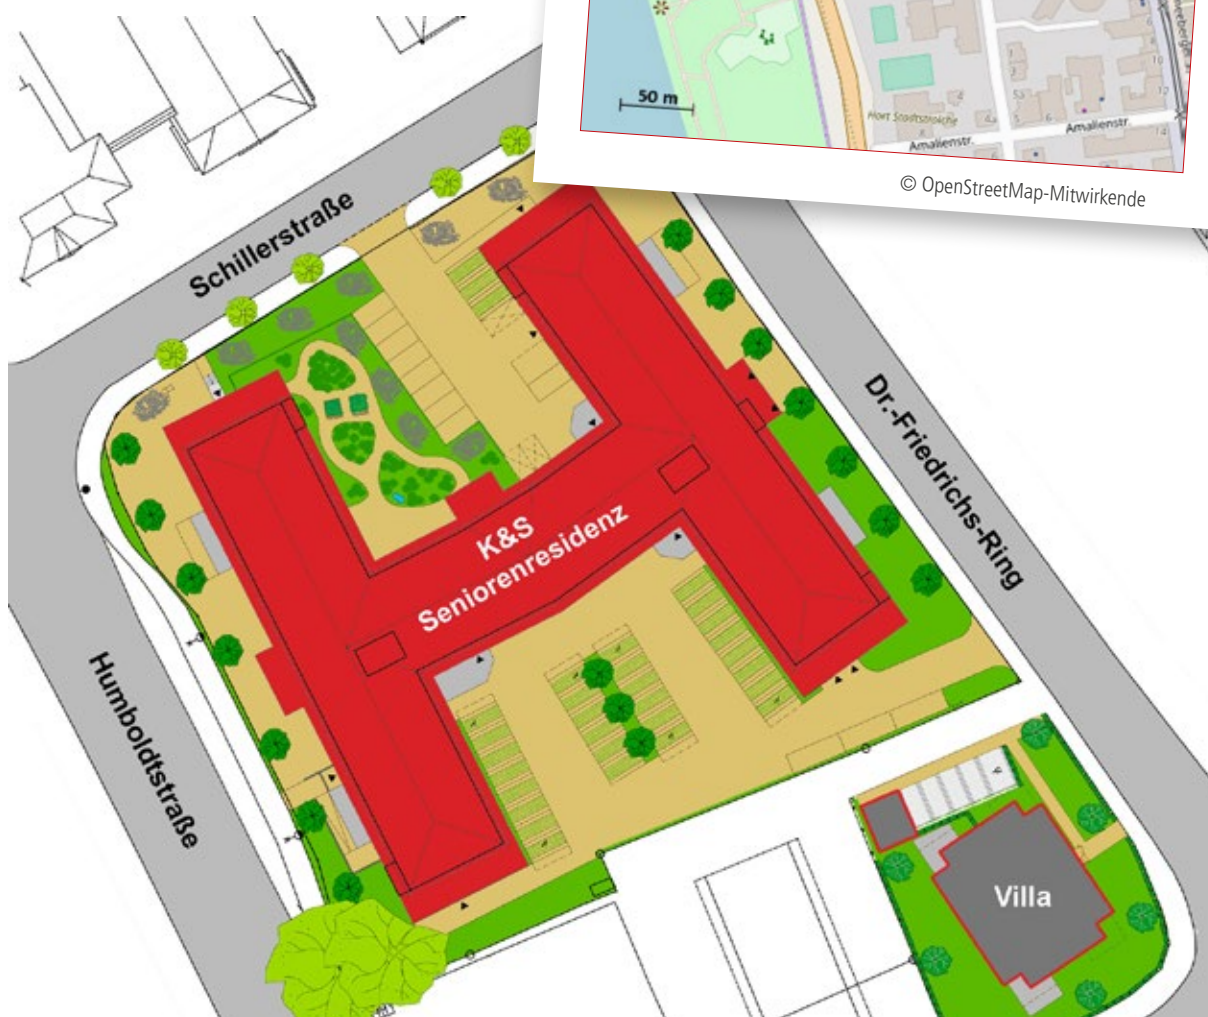 50 m
Hort Stadtstrolche
Amalienstr.
Amalienstr.
© OpenStreetMap-Mitwirkende
Schillerstraße
Dr.-Friedrichs-Ring
K&S
Seniorenresidenz
Humboldtstraße
Villa